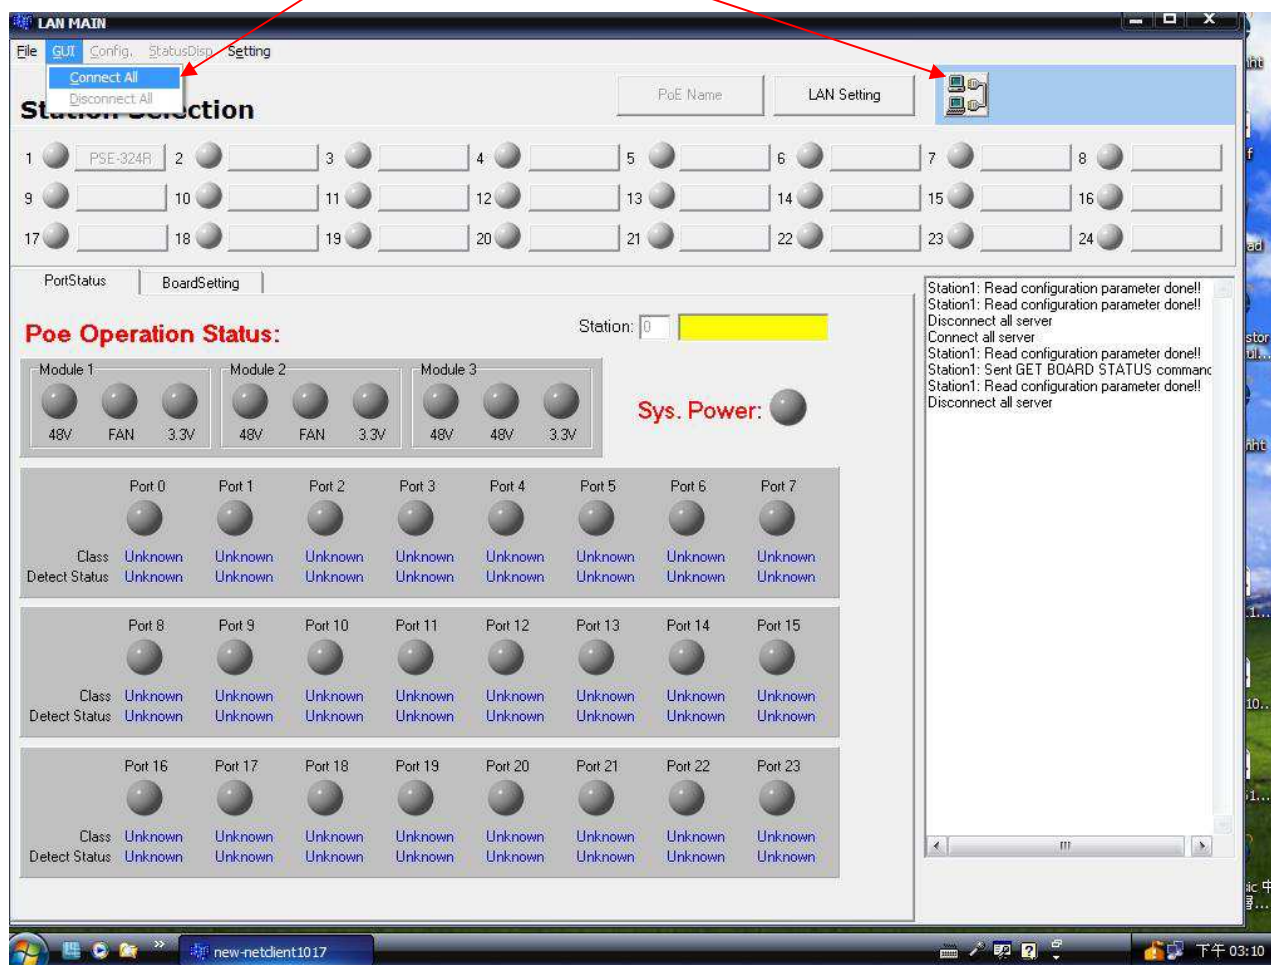 LAN MAIN
File GUI Config. StatusDisp Setting
Connect All
Disconnect All
Station Selection
PoE Name LAN Setting
1 PSE-324R 2 3 4 5 6 7 8
9 10 11 12 13 14 15 16
17 18 19 20 21 22 23 24
PortStatus BoardSetting
Poe Operation Status:
Station: 0
Module 1 Module 2 Module 3
48V FAN 3.3V 48V FAN 3.3V 48V 48V 3.3V
Sys. Power:
Port 0 Port 1 Port 2 Port 3 Port 4 Port 5 Port 6 Port 7
Class Unknown Unknown Unknown Unknown Unknown Unknown Unknown Unknown
Detect Status Unknown Unknown Unknown Unknown Unknown Unknown Unknown Unknown
Port 8 Port 9 Port 10 Port 11 Port 12 Port 13 Port 14 Port 15
Class Unknown Unknown Unknown Unknown Unknown Unknown Unknown Unknown
Detect Status Unknown Unknown Unknown Unknown Unknown Unknown Unknown Unknown
Port 16 Port 17 Port 18 Port 19 Port 20 Port 21 Port 22 Port 23
Class Unknown Unknown Unknown Unknown Unknown Unknown Unknown Unknown
Detect Status Unknown Unknown Unknown Unknown Unknown Unknown Unknown Unknown
Station1: Read configuration parameter done!!
Station1: Read configuration parameter done!!
Disconnect all server
Connect all server
Station1: Read configuration parameter done!!
Station1: Sent GET BOARD STATUS command
Station1: Read configuration parameter done!!
Disconnect all server
new-netclient1017
下午 03:10